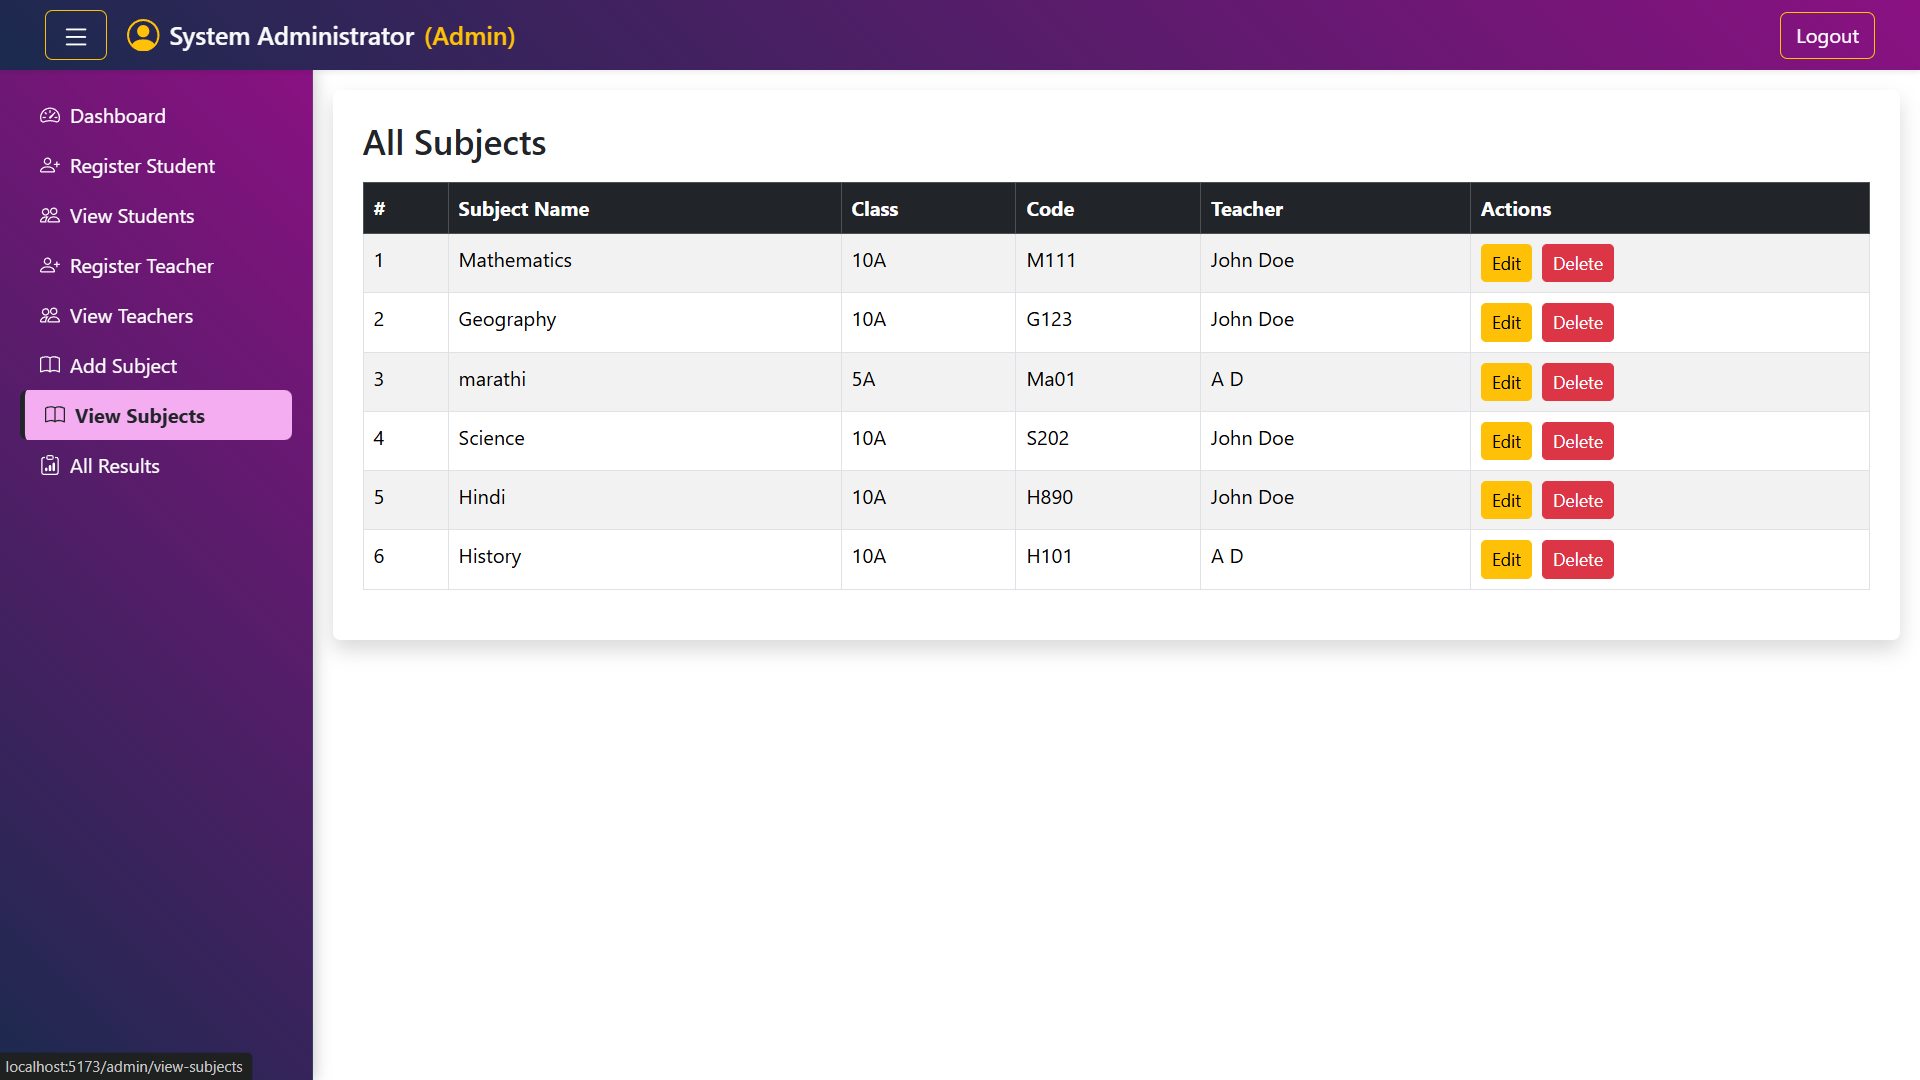 System Administrator (Admin)
Logout
Dashboard
Register Student
View Students
Register Teacher
View Teachers
Add Subject
View Subjects
All Results
All Subjects
# Subject Name Class Code Teacher Actions
1 Mathematics 10A M111 John Doe Edit Delete
2 Geography 10A G123 John Doe Edit Delete
3 marathi 5A Ma01 A D Edit Delete
4 Science 10A S202 John Doe Edit Delete
5 Hindi 10A H890 John Doe Edit Delete
6 History 10A H101 A D Edit Delete
localhost:5173/admin/view-subjects